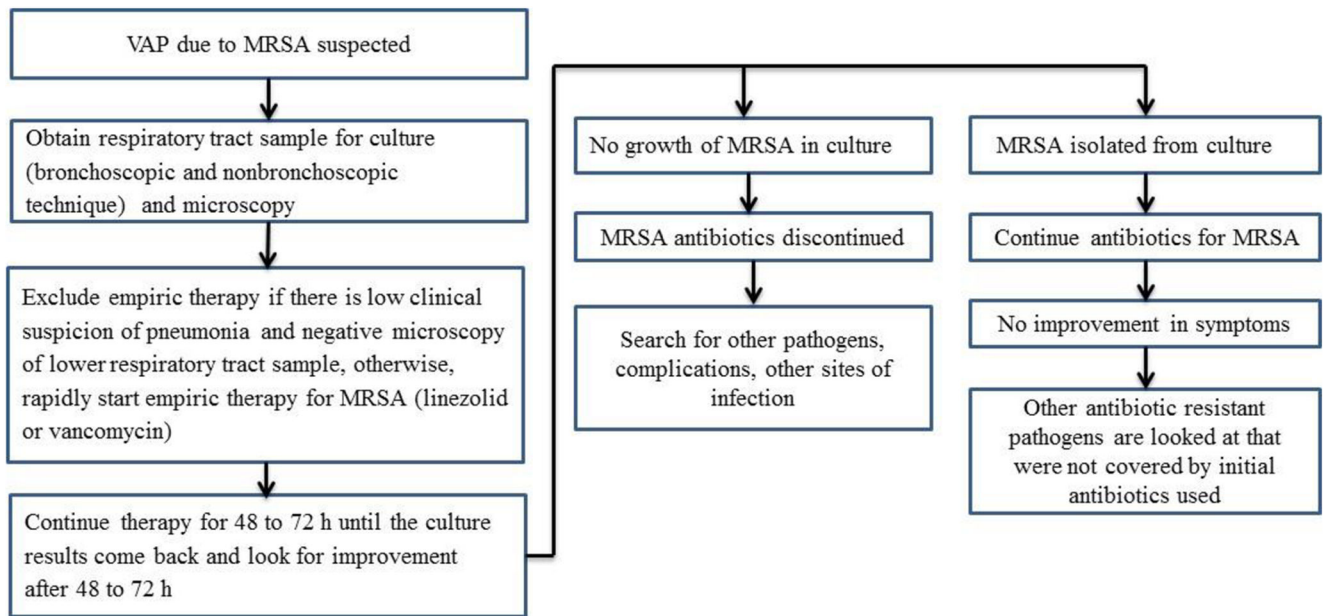 VAP due to MRSA suspected
Obtain respiratory tract sample for culture
(bronchoscopic and nonbronchoscopic
technique) and microscopy
Exclude empiric therapy if there is low clinical
suspicion of pneumonia and negative microscopy
of lower respiratory tract sample, otherwise,
rapidly start empiric therapy for MRSA (linezolid
or vancomycin)
Continue therapy for 48 to 72 h until the culture
results come back and look for improvement
after 48 to 72 h
No growth of MRSA in culture
MRSA antibiotics discontinued
Search for other pathogens,
complications, other sites of
infection
MRSA isolated from culture
Continue antibiotics for MRSA
No improvement in symptoms
Other antibiotic resistant
pathogens are looked at that
were not covered by initial
antibiotics used